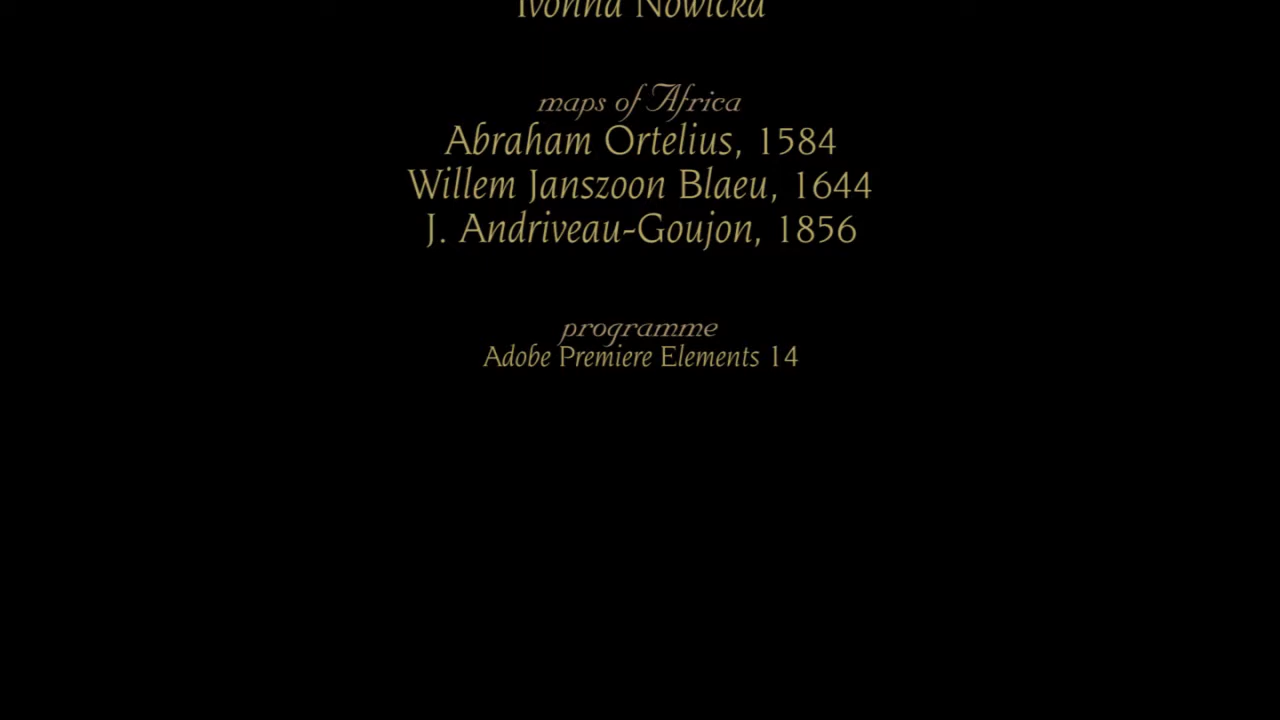 Ivonna Nowicka
maps of Africa
Abraham Ortelius, 1584
Willem Janszoon Blaeu, 1644
J. Andriveau-Goujon, 1856
programme
Adobe Premiere Elements 14